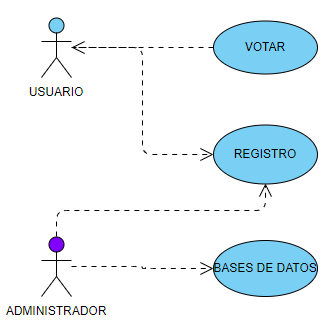 VOTAR
USUARIO
REGISTRO
BASES DE DATOS
ADMINISTRADOR